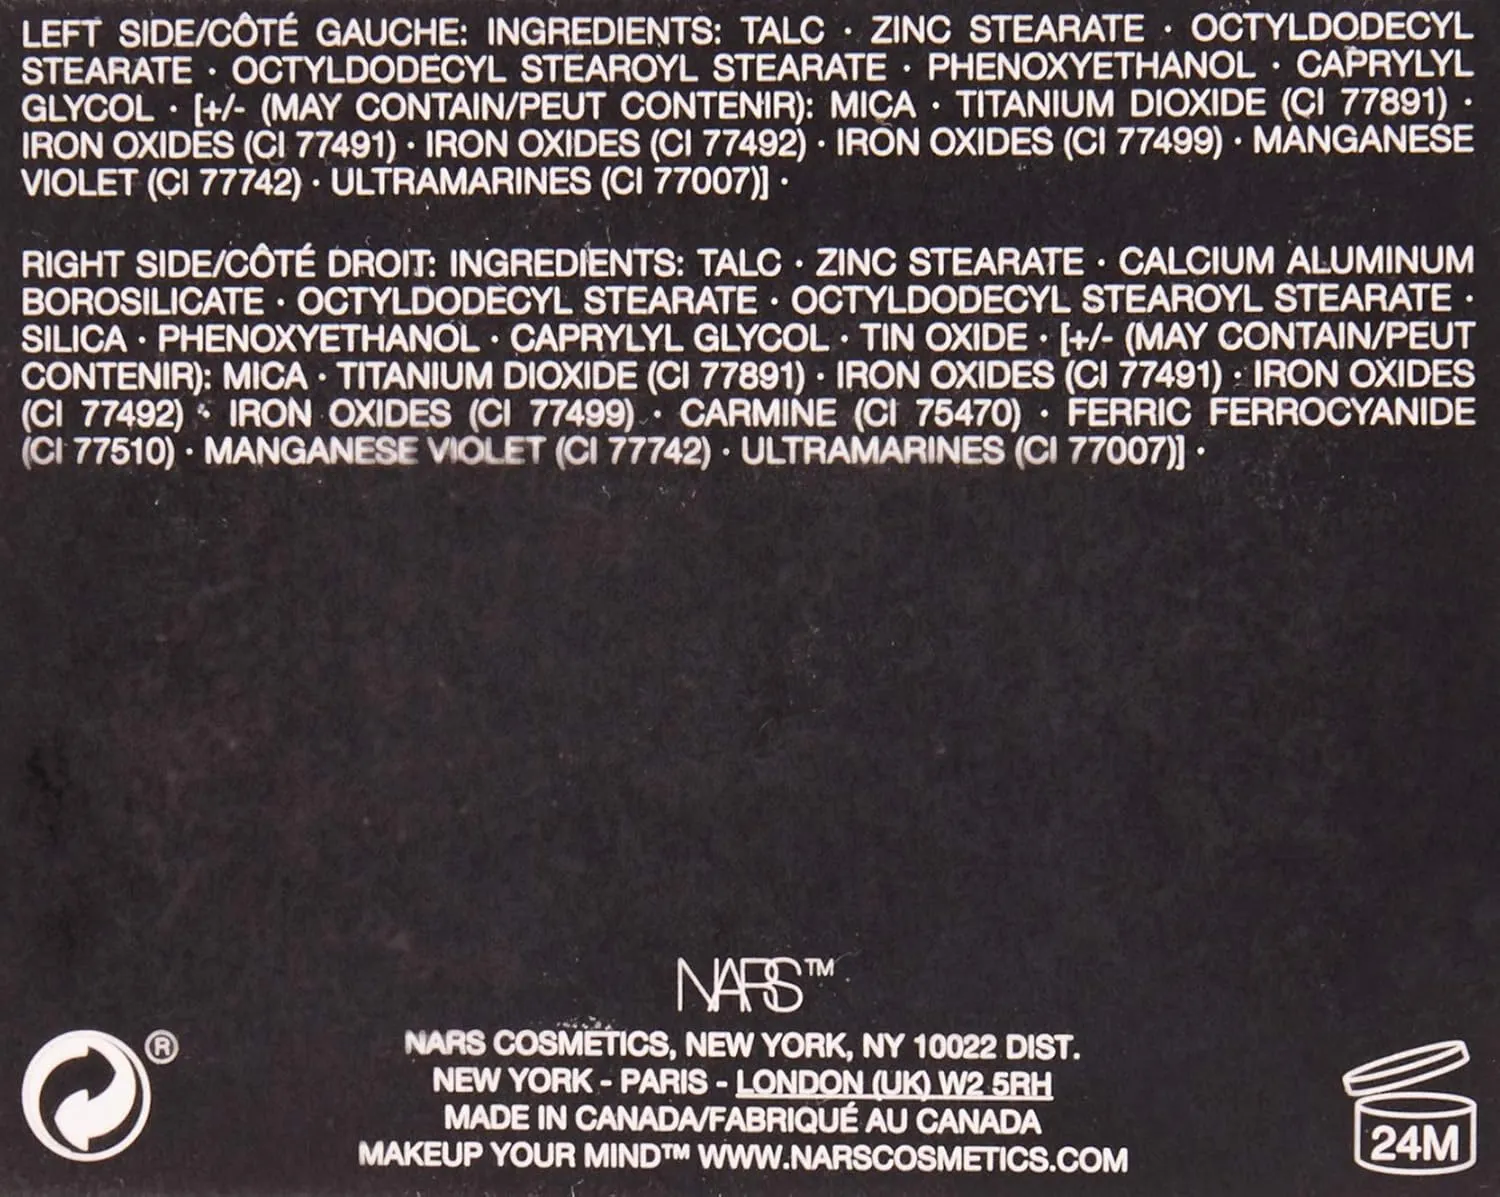 LEFT SIDE/CÔTÉ GAUCHE: INGREDIENTS: TALC · ZINC STEARATE · OCTYLDODECYL
STEARATE · OCTYLDODECYL STEAROYL STEARATE · PHENOXYETHANOL · CAPRYLYL
GLYCOL · [+/- (MAY CONTAIN/PEUT CONTENIR): MICA · TITANIUM DIOXIDE (CI 77891) ·
IRON OXIDES (CI 77491) · IRON OXIDES (CI 77492) · IRON OXIDES (CI 77499) · MANGANESE
VIOLET (CI 77742) · ULTRAMARINES (CI 77007)] ·
RIGHT SIDE/CÔTÉ DROIT: INGREDIENTS: TALC · ZINC STEARATE · CALCIUM ALUMINUM
BOROSILICATE · OCTYLDODECYL STEARATE · OCTYLDODECYL STEAROYL STEARATE ·
SILICA · PHENOXYETHANOL · CAPRYLYL GLYCOL · TIN OXIDE · [+/- (MAY CONTAIN/PEUT
CONTENIR): MICA · TITANIUM DIOXIDE (CI 77891) · IRON OXIDES (CI 77491) · IRON OXIDES
(CI 77492) · IRON OXIDES (CI 77499) · CARMINE (CI 75470) · FERRIC FERROCYANIDE
(CI 77510) · MANGANESE VIOLET (CI 77742) · ULTRAMARINES (CI 77007)] ·
NARS™
®
NARS COSMETICS, NEW YORK, NY 10022 DIST.
NEW YORK - PARIS - LONDON (UK) W2 5RH
MADE IN CANADA/FABRIQUÉ AU CANADA
MAKEUP YOUR MIND™ WWW.NARSCOSMETICS.COM
24M